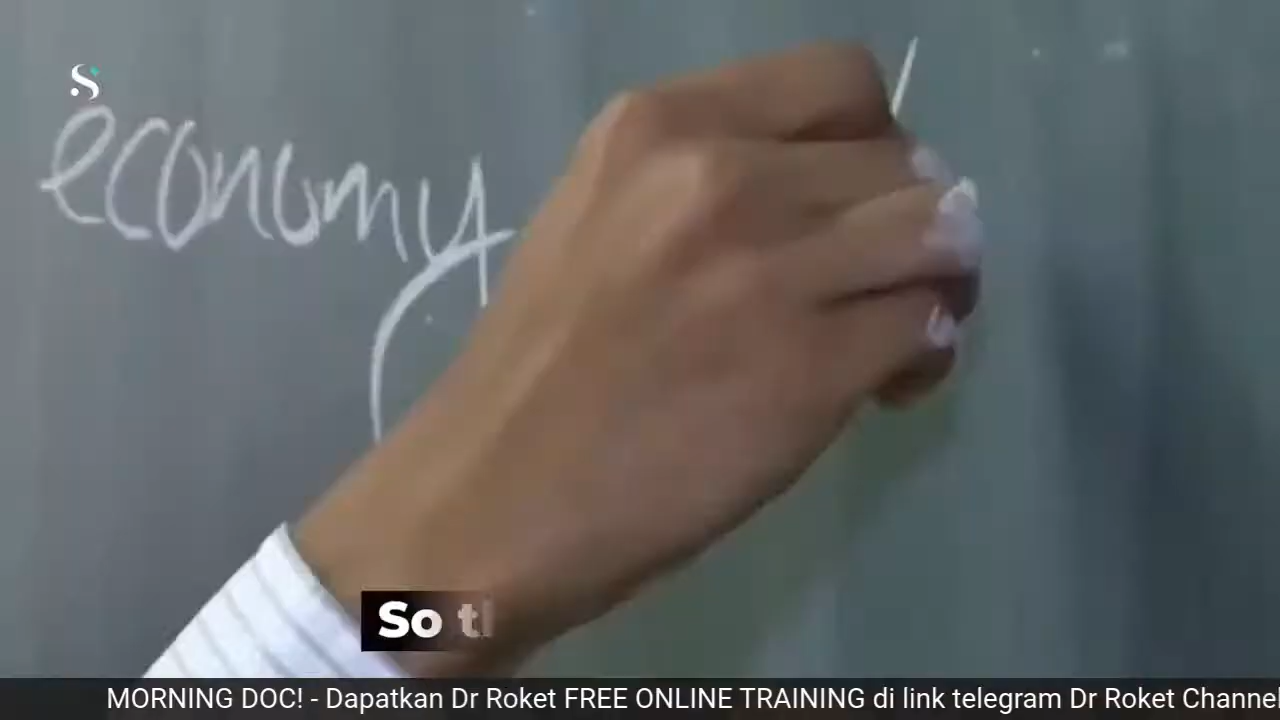 economy
So
MORNING DOC! - Dapatkan Dr Roket FREE ONLINE TRAINING di link telegram Dr Roket Channel